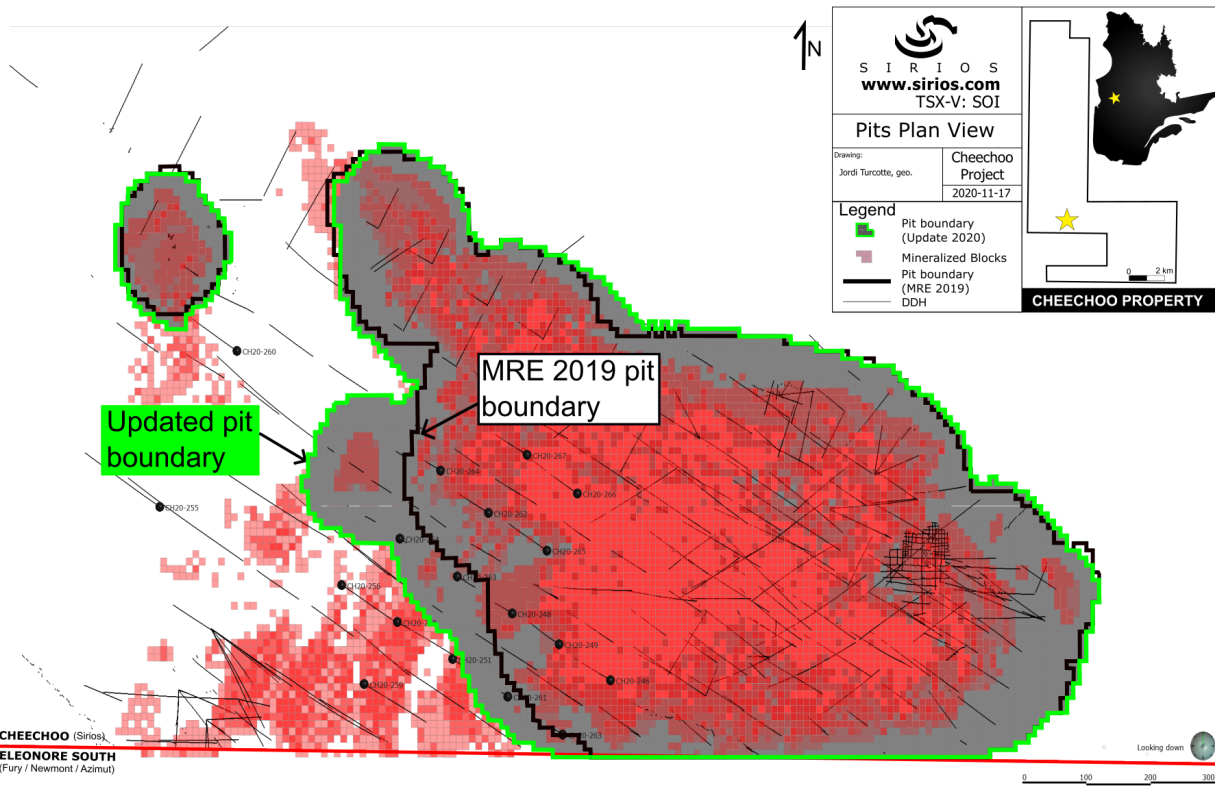 N
SIRIOS
www.sirios.com
TSX-V: SOI
Pits Plan View
Drawing:
Jordi Turcotte, geo.
Cheechoo
Project
2020-11-17
Legend
Pit boundary
(Update 2020)
Mineralized Blocks
Pit boundary
(MRE 2019)
DDH
0 2 km
CHEECHOO PROPERTY
CH20-260
MRE 2019 pit
boundary
Updated pit
boundary
CH20-267
CH20-264
CH20-266
CH20-255
CH20-262
CH20-265
CH20-256
CH20-248
CH20-249
CH20-251
CH20-246
CH20-259
CH20-261
CH20-263
CHEECHOO (Sirios)
ELEONORE SOUTH
(Fury / Newmont / Azimut)
Looking down
0 100 200 300